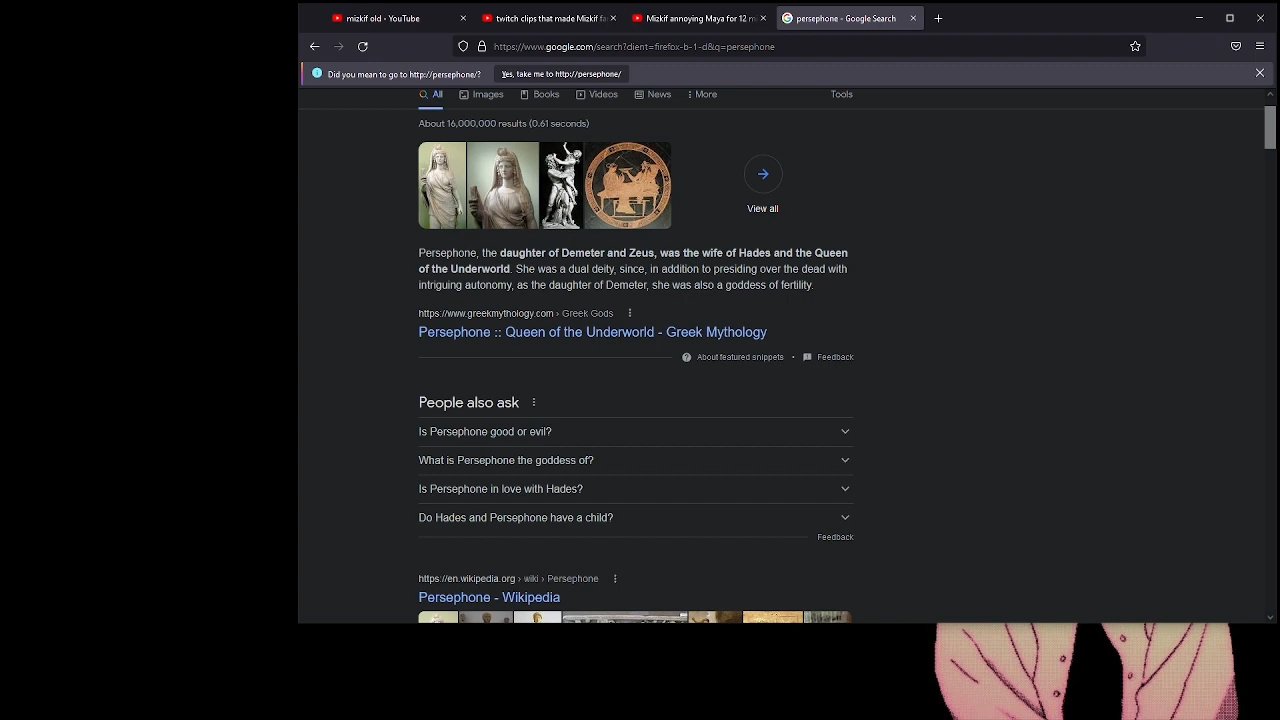 mizkif old - YouTube
twitch clips that made Mizkif fa
Mizkif annoying Maya for 12 m
persephone - Google Search
https://www.google.com/search?client=firefox-b-1-d&q=persephone
Did you mean to go to http://persephone/? Yes, take me to http://persephone/
All Images Books Videos News More Tools
About 16,000,000 results (0.61 seconds)
View all
Persephone, the daughter of Demeter and Zeus, was the wife of Hades and the Queen
of the Underworld. She was a dual deity, since, in addition to presiding over the dead with
intriguing autonomy, as the daughter of Demeter, she was also a goddess of fertility.
https://www.greekmythology.com › Greek Gods
Persephone :: Queen of the Underworld - Greek Mythology
About featured snippets • Feedback
People also ask
Is Persephone good or evil?
What is Persephone the goddess of?
Is Persephone in love with Hades?
Do Hades and Persephone have a child?
Feedback
https://en.wikipedia.org › wiki › Persephone
Persephone - Wikipedia